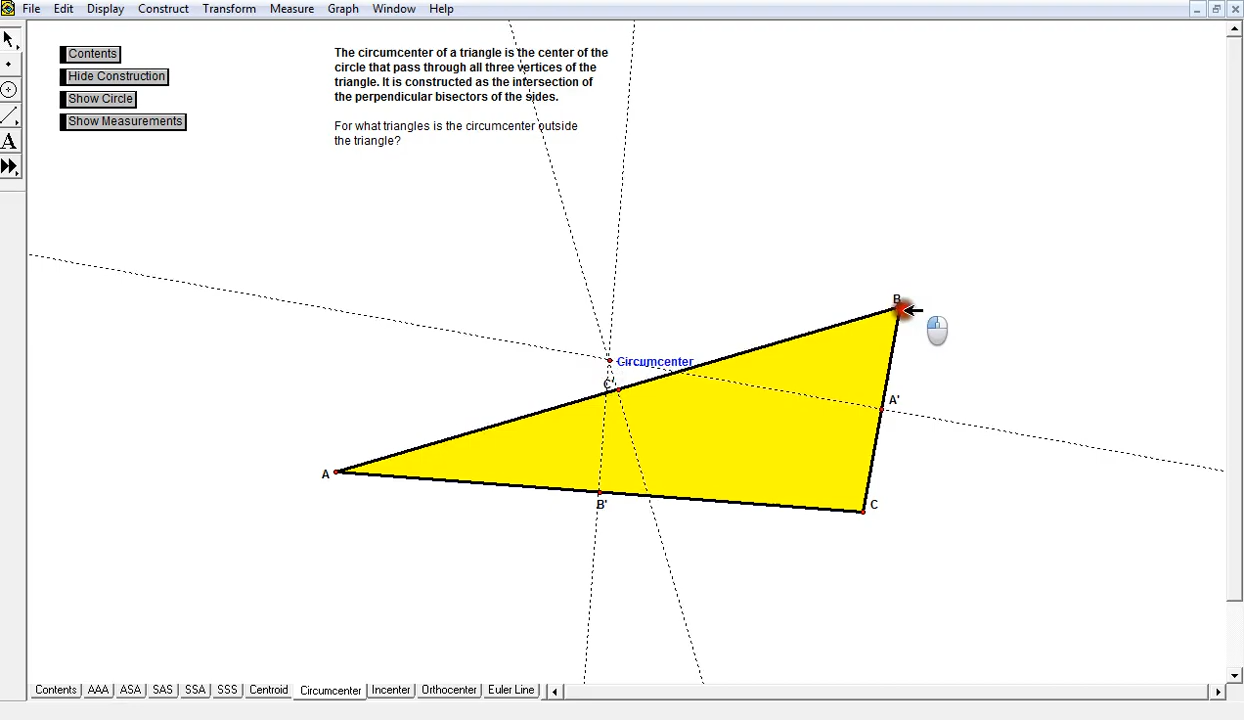 File Edit Display Construct Transform Measure Graph Window Help
Contents
Hide Construction
Show Circle
Show Measurements
The circumcenter of a triangle is the center of the
circle that pass through all three vertices of the
triangle. It is constructed as the intersection of
the perpendicular bisectors of the sides.
For what triangles is the circumcenter outside
the triangle?
A
B
Circumcenter
C'
A'
A
B'
C
Contents AAA ASA SAS SSA SSS Centroid Circumcenter Incenter Orthocenter Euler Line